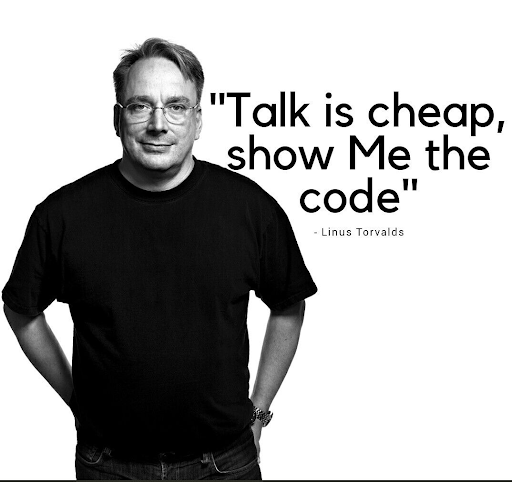 "Talk is cheap,
show Me the
code"
- Linus Torvalds